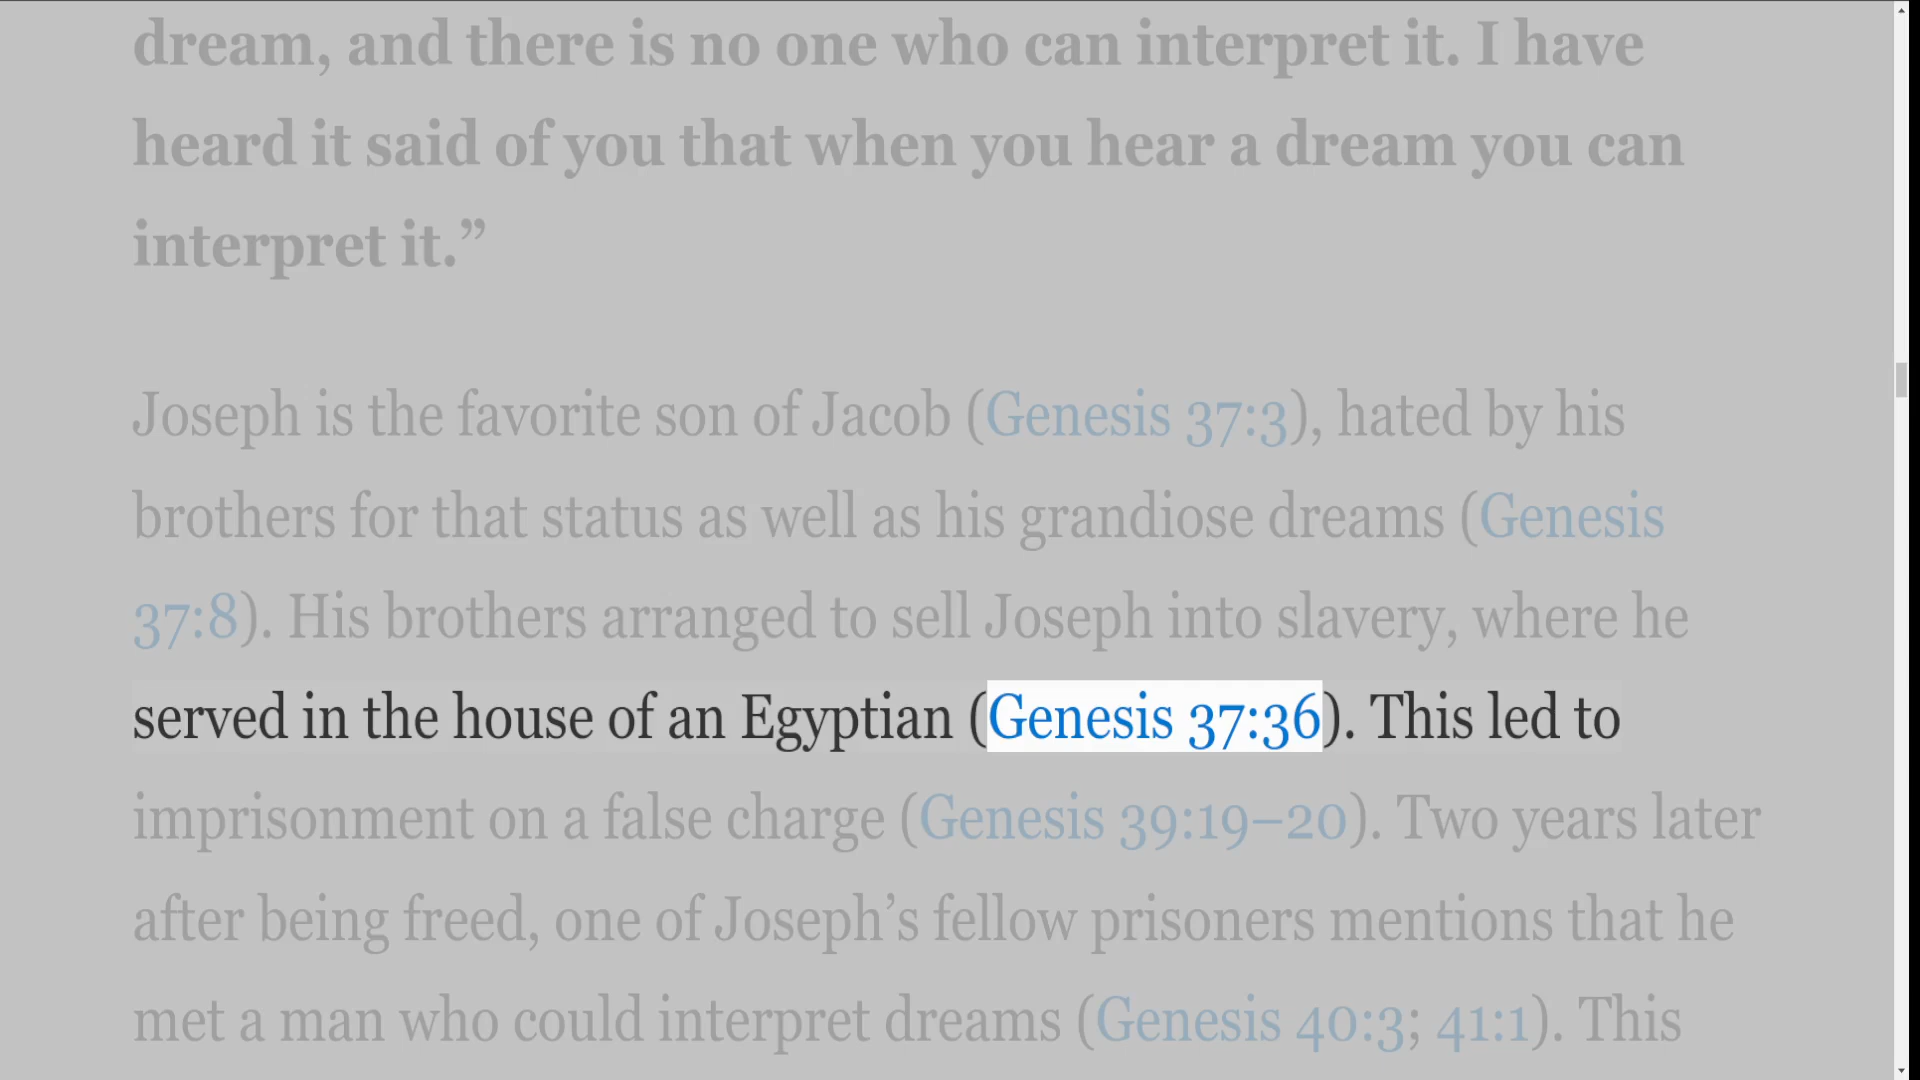 dream, and there is no one who can interpret it. I have
heard it said of you that when you hear a dream you can
interpret it.”
Joseph is the favorite son of Jacob (Genesis 37:3), hated by his
brothers for that status as well as his grandiose dreams (Genesis
37:8). His brothers arranged to sell Joseph into slavery, where he
served in the house of an Egyptian (Genesis 37:36). This led to
imprisonment on a false charge (Genesis 39:19–20). Two years later
after being freed, one of Joseph’s fellow prisoners mentions that he
met a man who could interpret dreams (Genesis 40:3; 41:1). This